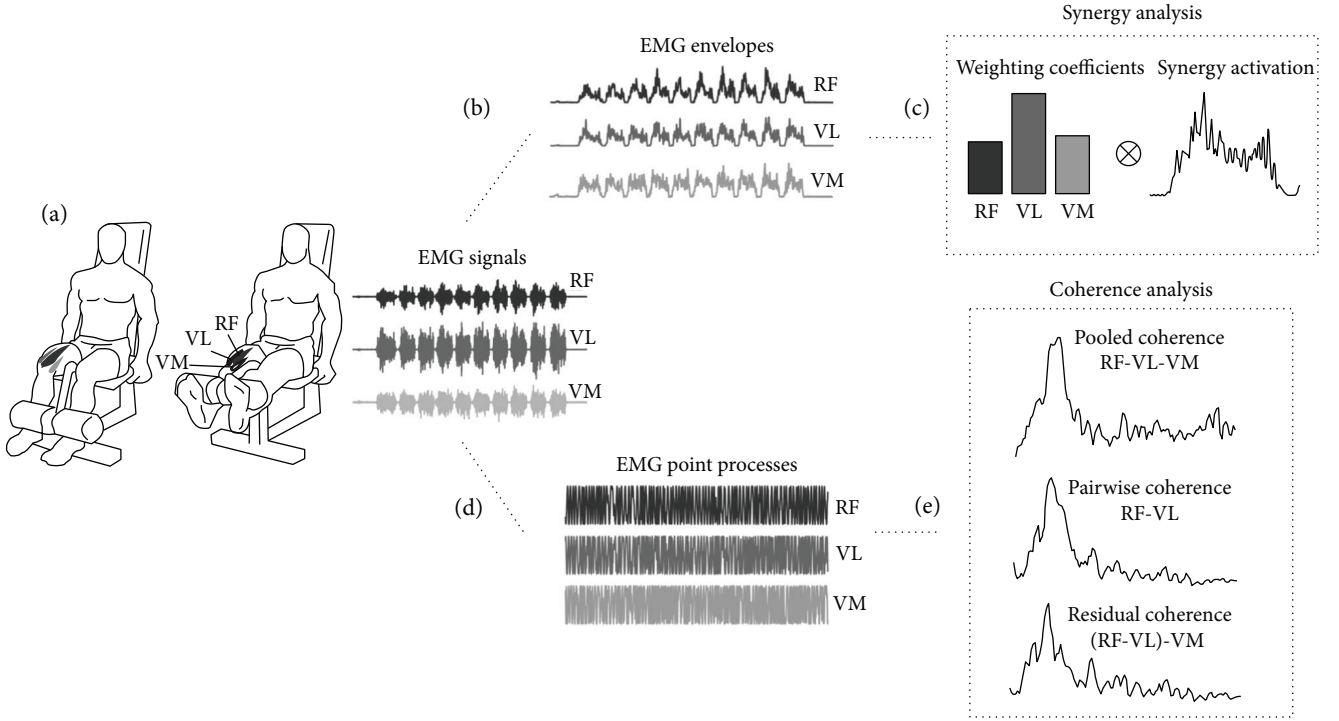 (a)
RF
VL
VM
EMG signals
RF
VL
VM
(b)
EMG envelopes
RF
VL
VM
(c)
Synergy analysis
Weighting coefficients
Synergy activation
RF VL VM
(d)
EMG point processes
RF
VL
VM
(e)
Coherence analysis
Pooled coherence
RF-VL-VM
Pairwise coherence
RF-VL
Residual coherence
(RF-VL)-VM